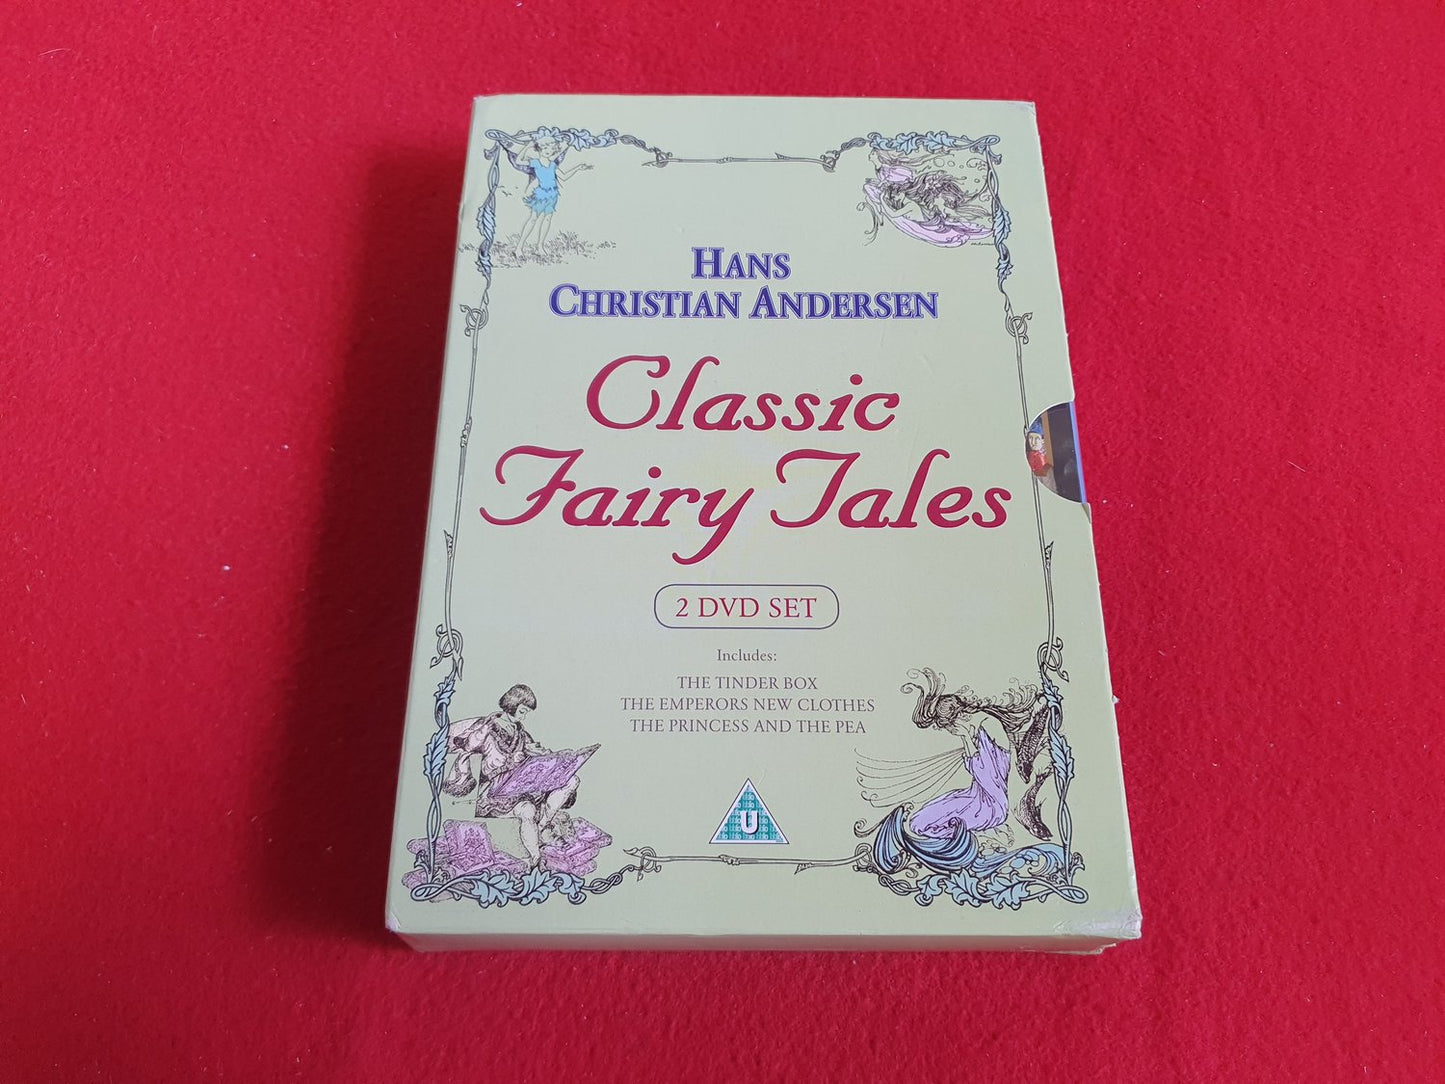 HANS
CHRISTIAN ANDERSEN
Classic
Fairy Tales
2 DVD SET
Includes:
THE TINDER BOX
THE EMPERORS NEW CLOTHES
THE PRINCESS AND THE PEA
U